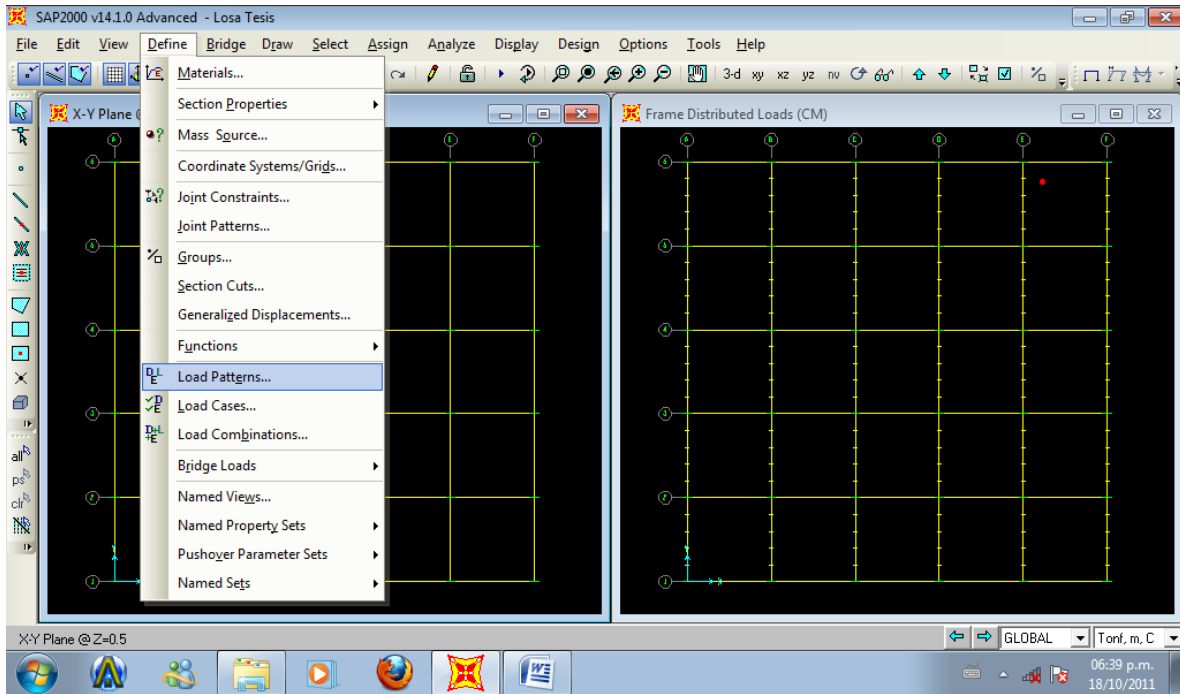 SAP2000 v14.1.0 Advanced - Losa Tesis
File Edit View Define Bridge Draw Select Assign Analyze Display Design Options Tools Help
3-d xy xz yz nv
X-Y Plane
Frame Distributed Loads (CM)
Materials...
Section Properties
Mass Source...
Coordinate Systems/Grids...
Joint Constraints...
Joint Patterns...
Groups...
Section Cuts...
Generalized Displacements...
Functions
Load Patterns...
Load Cases...
Load Combinations...
Bridge Loads
Named Views...
Named Property Sets
Pushover Parameter Sets
Named Sets
all
ps
clr
X-Y Plane @ Z=0.5
GLOBAL
Tonf, m, C
06:39 p.m.
18/10/2011